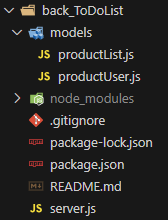 back_ToDoList
models
JS productList.js
JS productUser.js
node_modules
.gitignore
package-lock.json
package.json
README.md
JS server.js